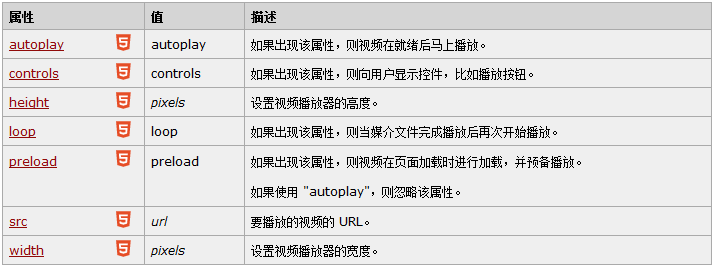 属性 值 描述
autoplay 5 autoplay 如果出现该属性，则视频在就绪后马上播放。
controls 5 controls 如果出现该属性，则向用户显示控件，比如播放按钮。
height 5 pixels 设置视频播放器的高度。
loop 5 loop 如果出现该属性，则当媒介文件完成播放后再次开始播放。
preload 5 preload 如果出现该属性，则视频在页面加载时进行加载，并预备播放。
如果使用 "autoplay"，则忽略该属性。
src 5 url 要播放的视频的 URL。
width 5 pixels 设置视频播放器的宽度。